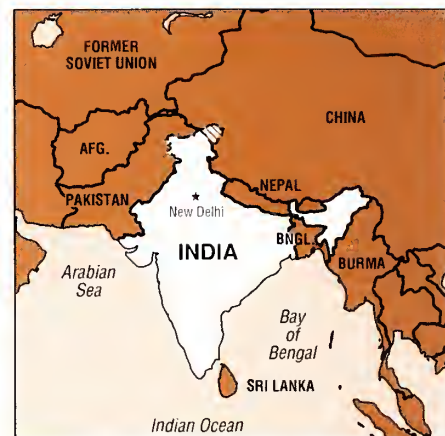 FORMER
SOVIET UNION
CHINA
AFG.
PAKISTAN
NEPAL
New Delhi
INDIA
BNGL.
BURMA
Arabian
Sea
Bay
of
Bengal
SRI LANKA
Indian Ocean